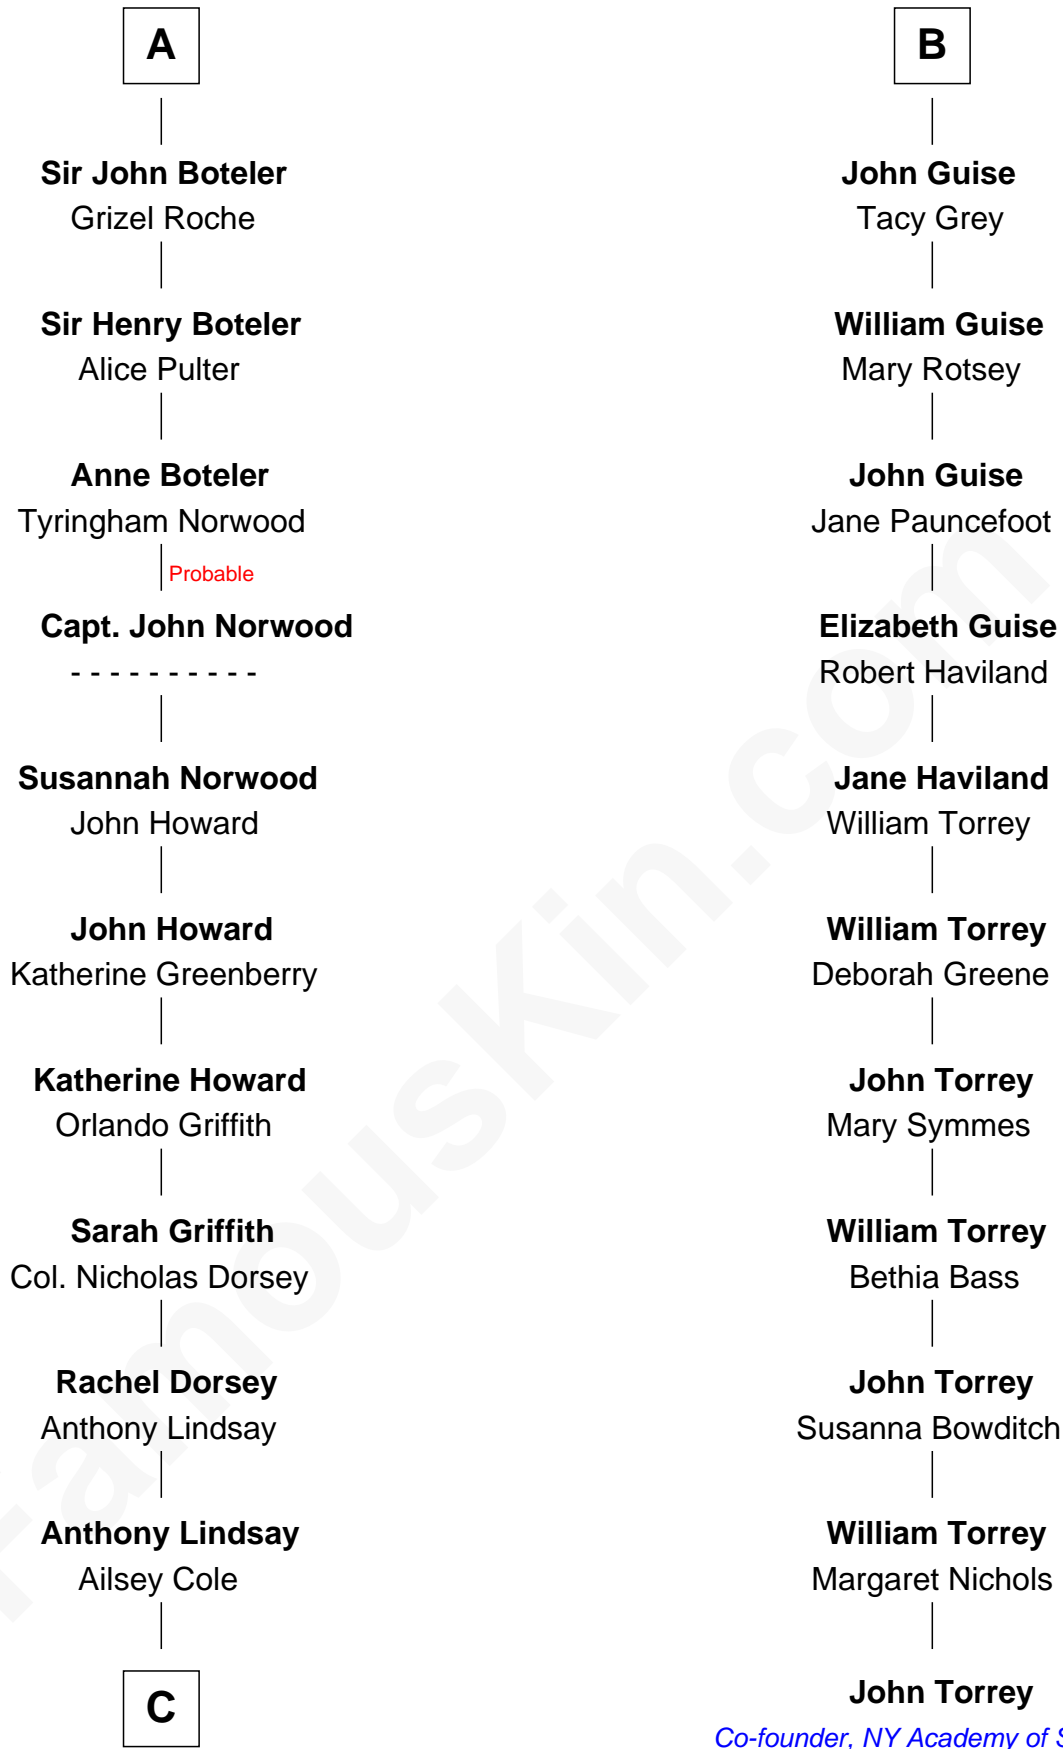 A
Sir John Boteler
Grizel Roche
Sir Henry Boteler
Alice Pulter
Anne Boteler
Tyringham Norwood
Probable
Capt. John Norwood
- - - - - - - - - -
Susannah Norwood
John Howard
John Howard
Katherine Greenberry
Katherine Howard
Orlando Griffith
Sarah Griffith
Col. Nicholas Dorsey
Rachel Dorsey
Anthony Lindsay
Anthony Lindsay
Ailsey Cole
C
B
John Guise
Tacy Grey
William Guise
Mary Rotsey
John Guise
Jane Pauncefoot
Elizabeth Guise
Robert Haviland
Jane Haviland
William Torrey
William Torrey
Deborah Greene
John Torrey
Mary Symmes
William Torrey
Bethia Bass
John Torrey
Susanna Bowditch
William Torrey
Margaret Nichols
John Torrey
Co-founder, NY Academy of S
FamousKin.com